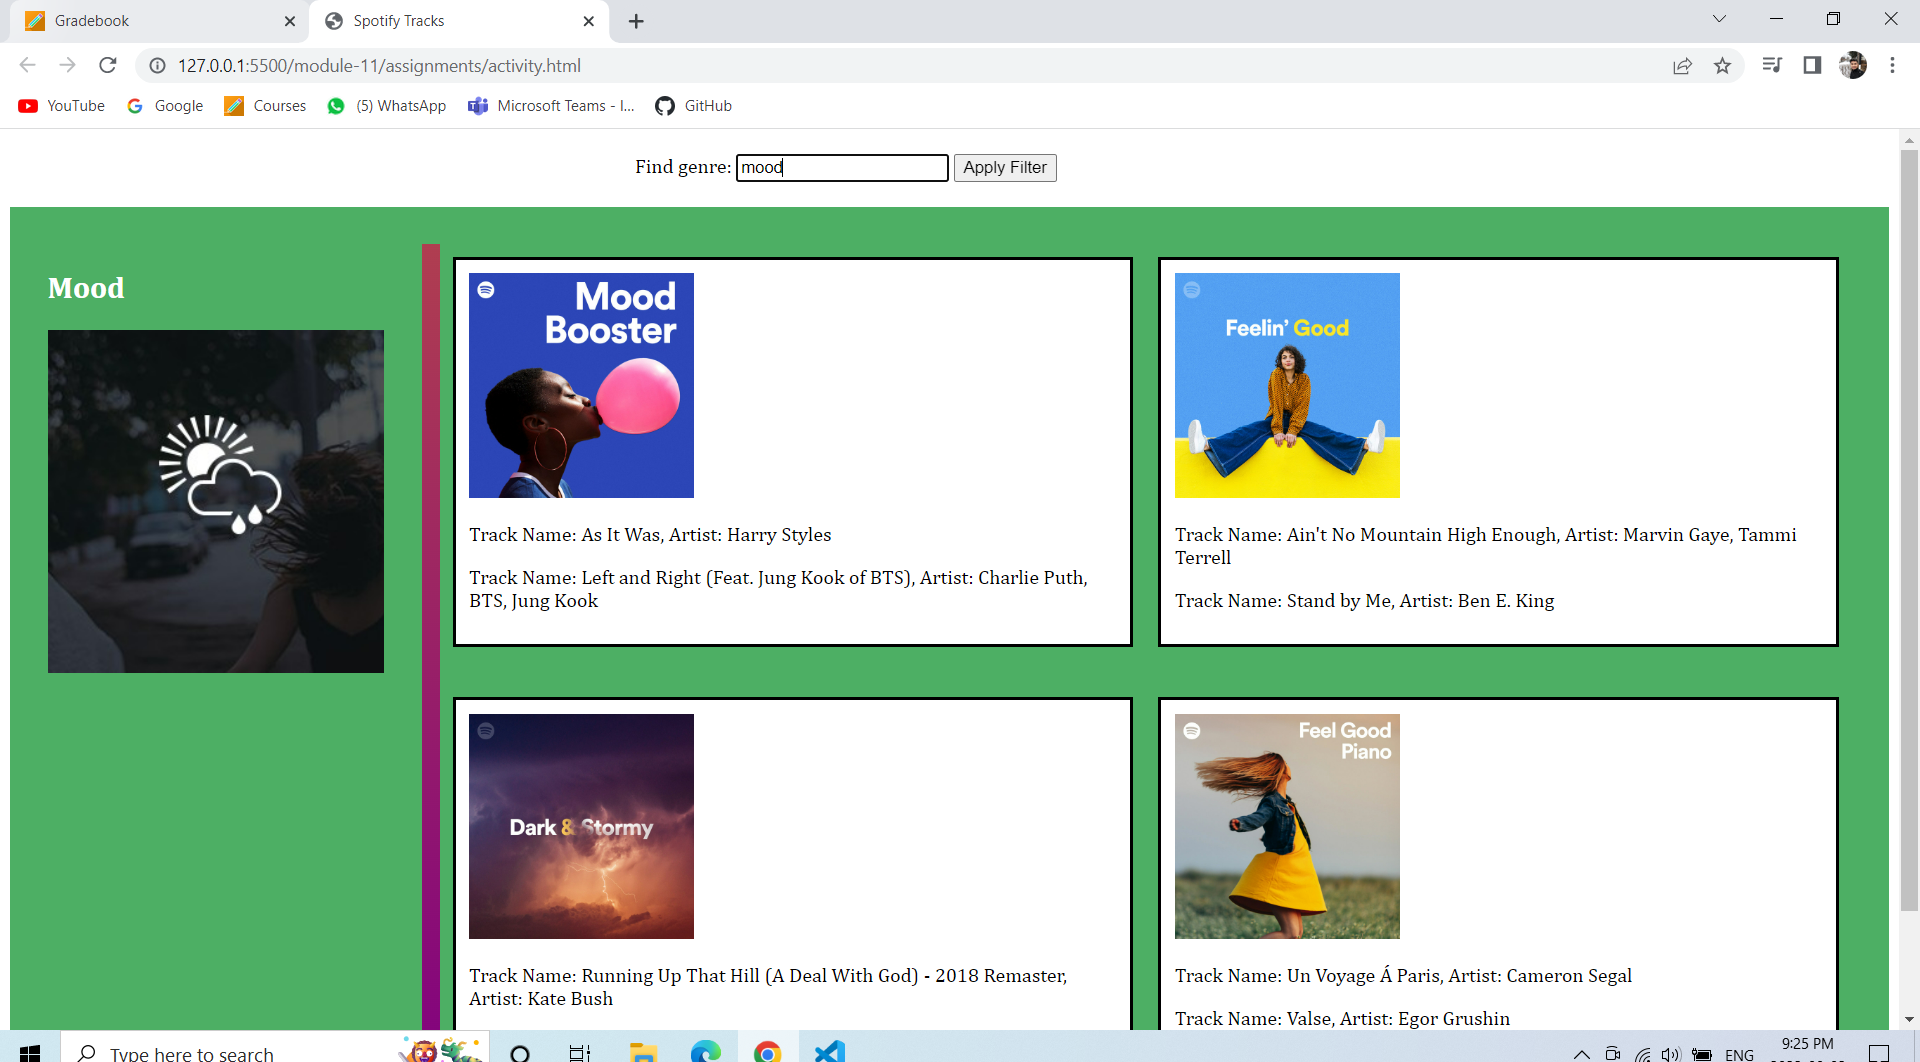 Gradebook
Spotify Tracks
127.0.0.1:5500/module-11/assignments/activity.html
YouTube
Google
Courses
(5) WhatsApp
Microsoft Teams - I...
GitHub
Find genre: mood Apply Filter
Mood
Mood
Booster
Track Name: As It Was, Artist: Harry Styles
Track Name: Left and Right (Feat. Jung Kook of BTS), Artist: Charlie Puth,
BTS, Jung Kook
Feelin' Good
Track Name: Ain't No Mountain High Enough, Artist: Marvin Gaye, Tammi
Terrell
Track Name: Stand by Me, Artist: Ben E. King
Dark & Stormy
Track Name: Running Up That Hill (A Deal With God) - 2018 Remaster,
Artist: Kate Bush
Feel Good
Piano
Track Name: Un Voyage Á Paris, Artist: Cameron Segal
Track Name: Valse, Artist: Egor Grushin
Type here to search
ENG
9:25 PM